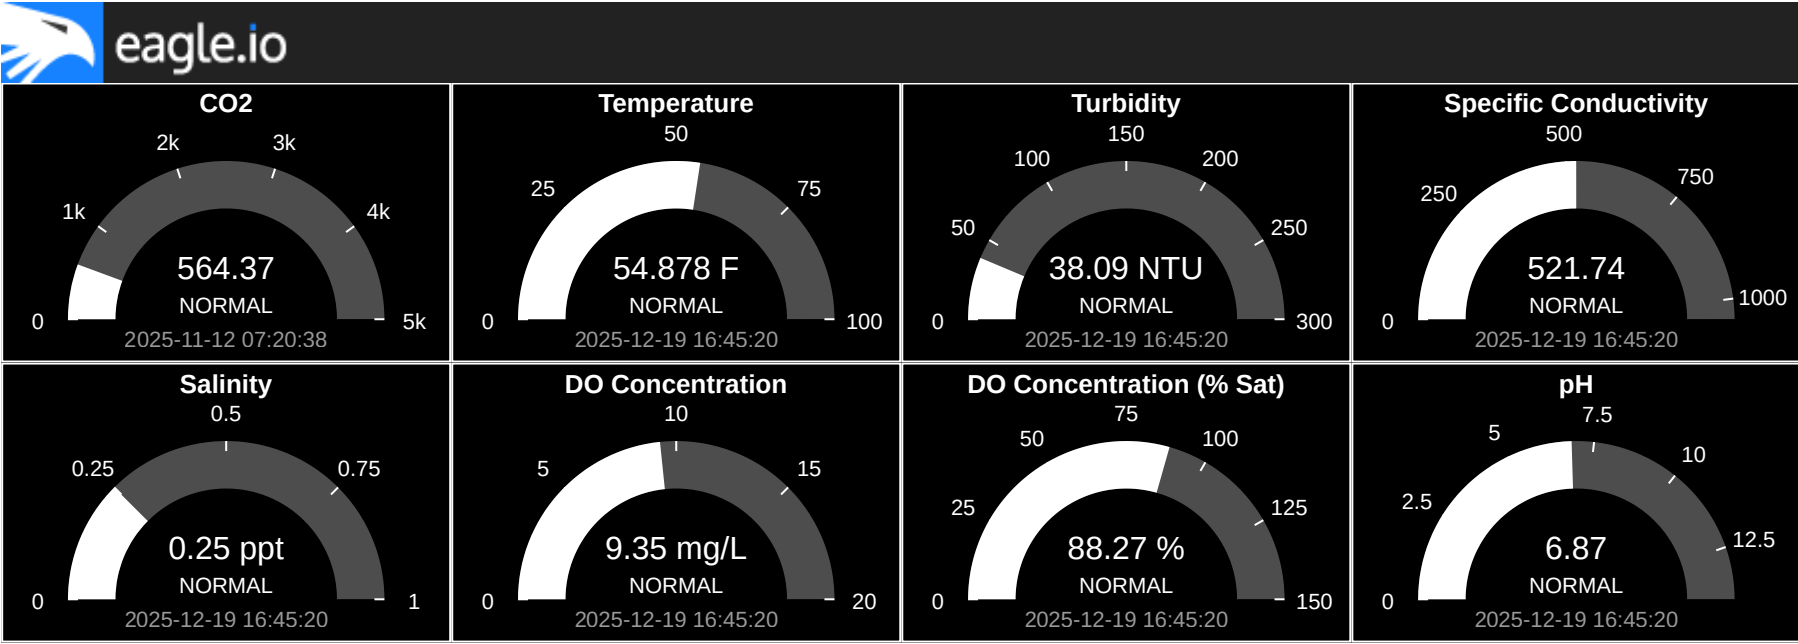 eagle.io
CO2
0 1k 2k 3k 4k 5k
564.37
NORMAL
2025-11-12 07:20:38
Temperature
0 25 50 75 100
54.878 F
NORMAL
2025-12-19 16:45:20
Turbidity
0 50 100 150 200 250 300
38.09 NTU
NORMAL
2025-12-19 16:45:20
Specific Conductivity
0 250 500 750 1000
521.74
NORMAL
2025-12-19 16:45:20
Salinity
0 0.25 0.5 0.75 1
0.25 ppt
NORMAL
2025-12-19 16:45:20
DO Concentration
0 5 10 15 20
9.35 mg/L
NORMAL
2025-12-19 16:45:20
DO Concentration (% Sat)
0 25 50 75 100 125 150
88.27 %
NORMAL
2025-12-19 16:45:20
pH
0 2.5 5 7.5 10 12.5
6.87
NORMAL
2025-12-19 16:45:20